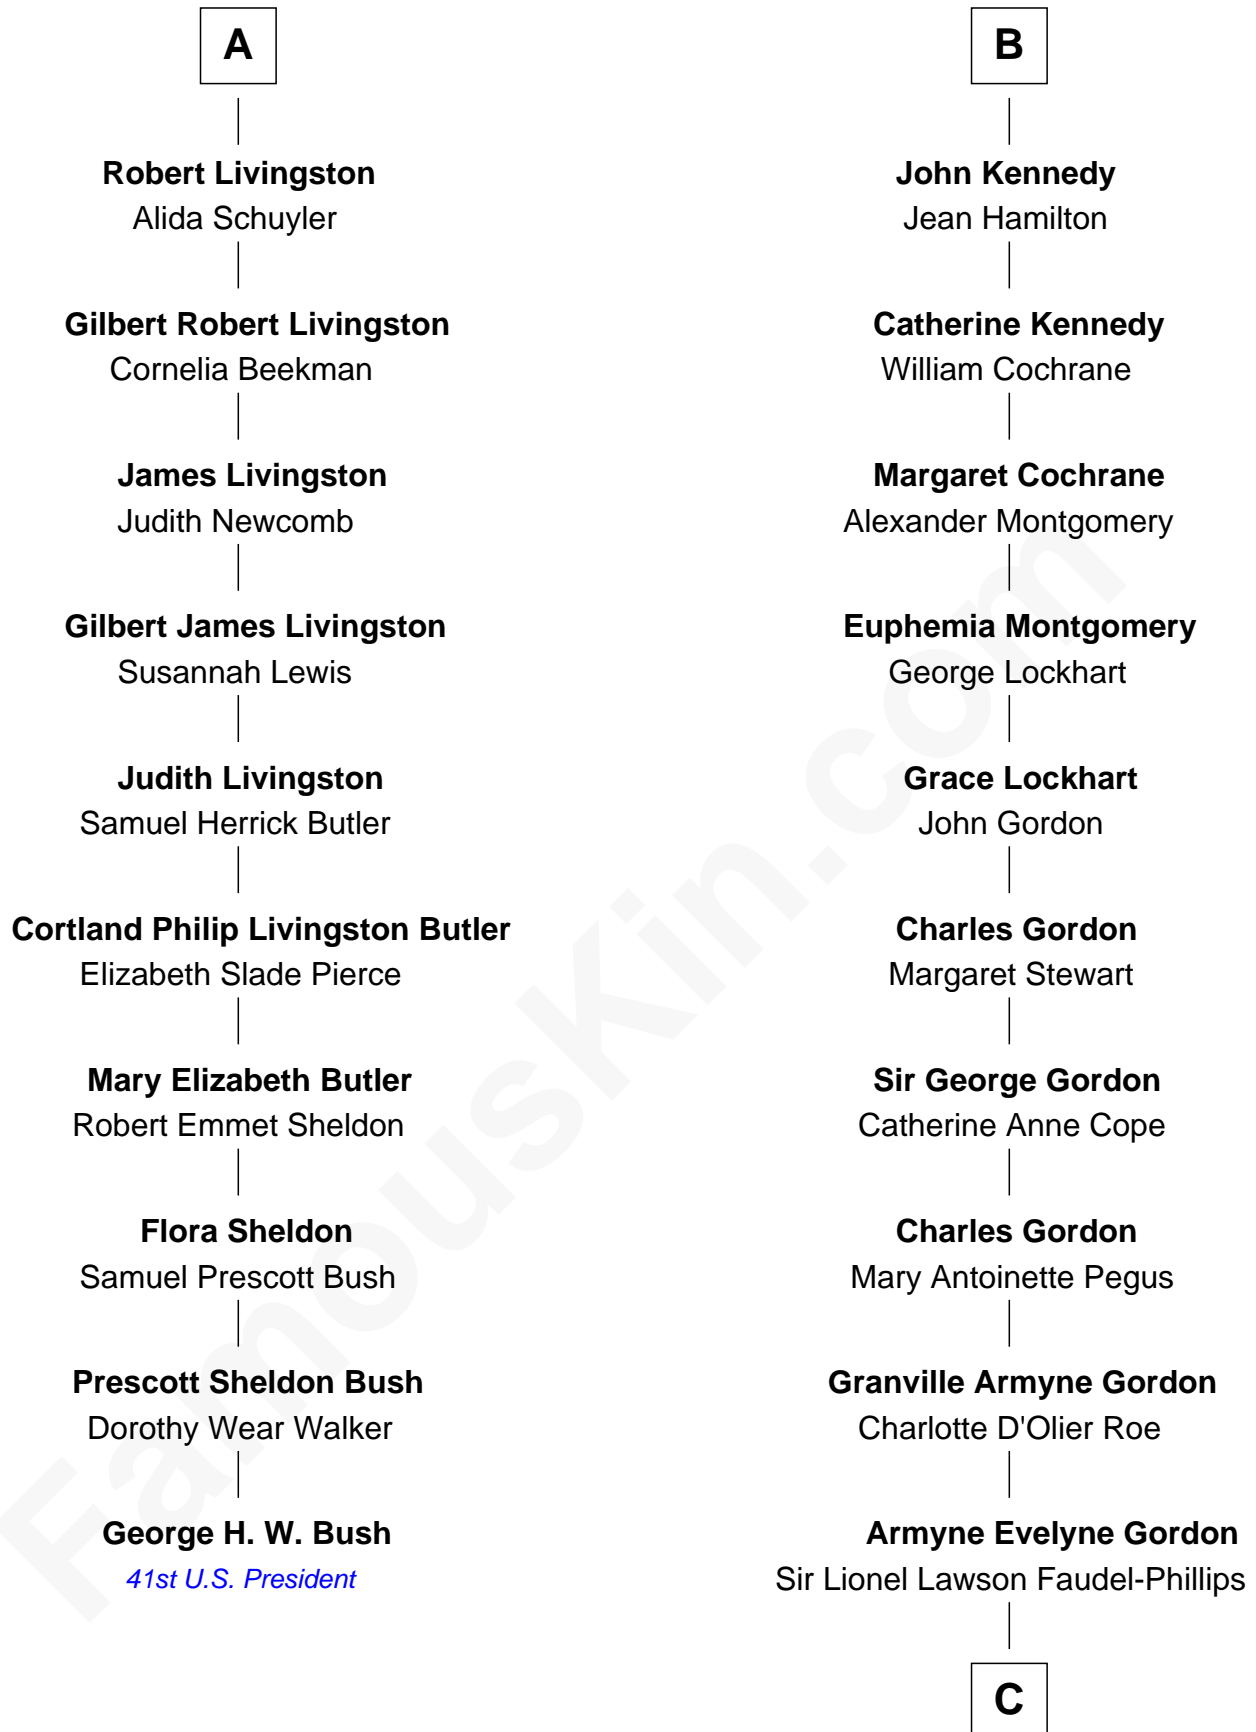 A
Robert Livingston
Alida Schuyler
Gilbert Robert Livingston
Cornelia Beekman
James Livingston
Judith Newcomb
Gilbert James Livingston
Susannah Lewis
Judith Livingston
Samuel Herrick Butler
Cortland Philip Livingston Butler
Elizabeth Slade Pierce
Mary Elizabeth Butler
Robert Emmet Sheldon
Flora Sheldon
Samuel Prescott Bush
Prescott Sheldon Bush
Dorothy Wear Walker
George H. W. Bush
41st U.S. President
B
John Kennedy
Jean Hamilton
Catherine Kennedy
William Cochrane
Margaret Cochrane
Alexander Montgomery
Euphemia Montgomery
George Lockhart
Grace Lockhart
John Gordon
Charles Gordon
Margaret Stewart
Sir George Gordon
Catherine Anne Cope
Charles Gordon
Mary Antoinette Pegus
Granville Armyne Gordon
Charlotte D'Olier Roe
Armyne Evelyne Gordon
Sir Lionel Lawson Faudel-Phillips
C
FamousKin.com